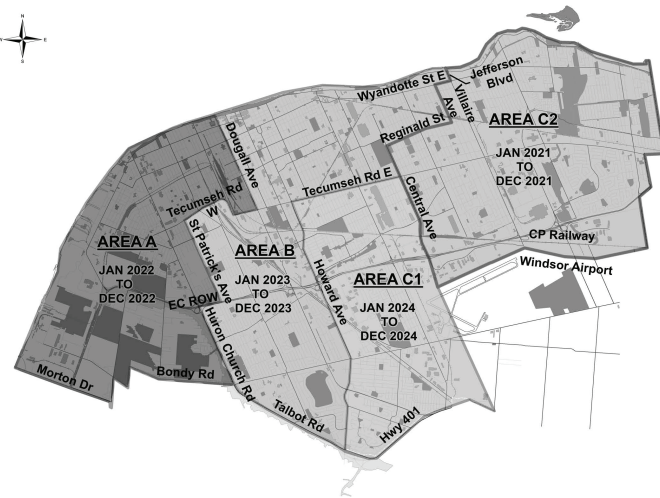 N
W
E
S
Wyandotte St E
Jefferson
Blvd
Villaire
Ave
Reginald St
AREA C2
JAN 2021
TO
DEC 2021
Dougall Ave
Tecumseh Rd E
Tecumseh Rd
W
Central Ave
CP Railway
Windsor Airport
AREA A
JAN 2022
TO
DEC 2022
St Patrick's Ave
AREA B
JAN 2023
TO
DEC 2023
Howard Ave
AREA C1
JAN 2024
TO
DEC 2024
EC ROW
Huron Church Rd
Morton Dr
Bondy Rd
Talbot Rd
Hwy 401